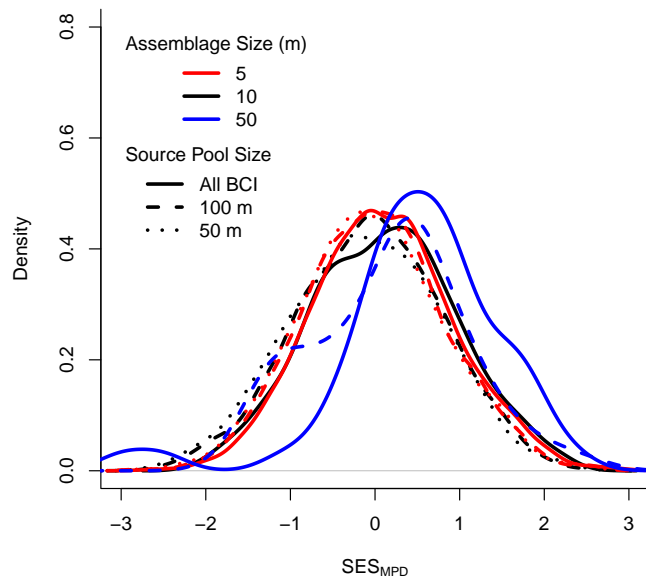 0.8
Assemblage Size (m)
5
10
50
0.6
Source Pool Size
All BCI
100 m
50 m
0.4
Density
0.2
0.0
−3 −2 −1 0 1 2 3
SESMPD